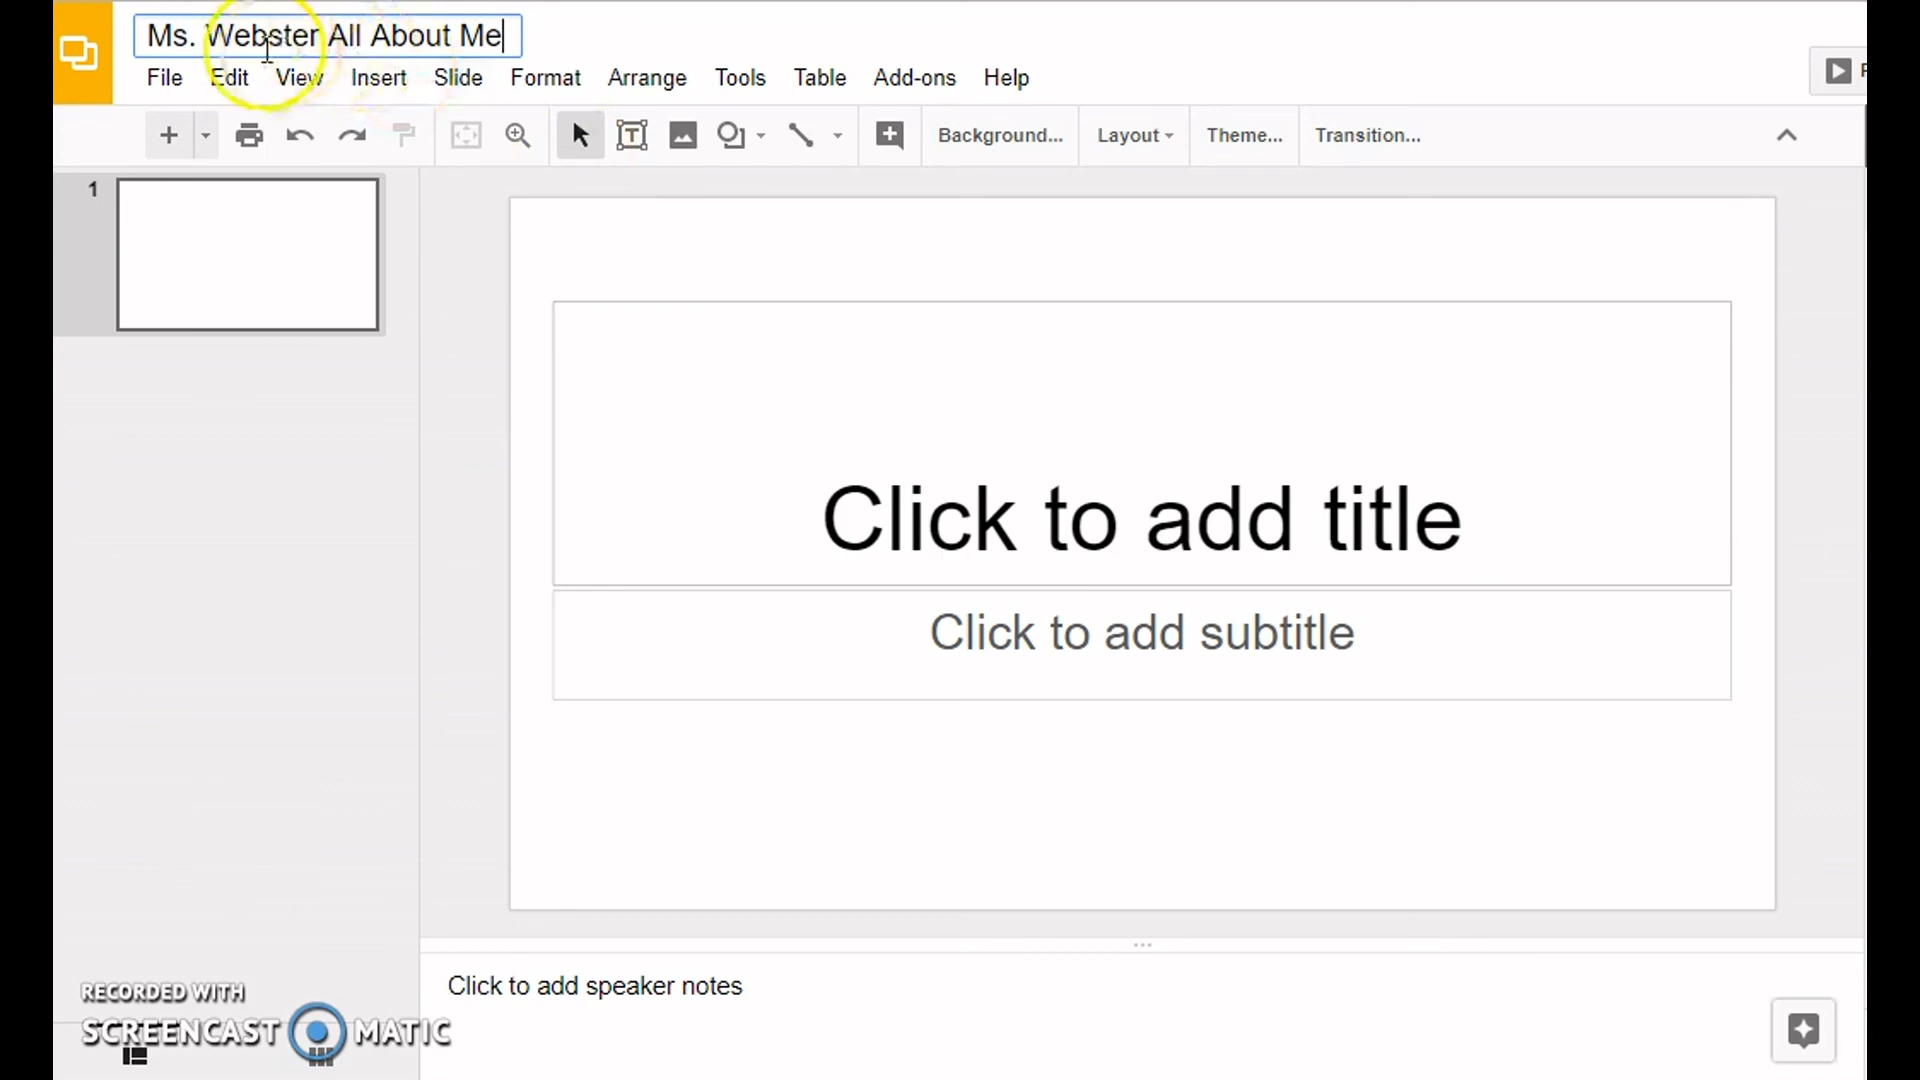 Ms. Webster All About Me
File Edit View Insert Slide Format Arrange Tools Table Add-ons Help
Background... Layout Theme... Transition...
1
Click to add title
Click to add subtitle
Click to add speaker notes
RECORDED WITH
SCREENCAST MATIC